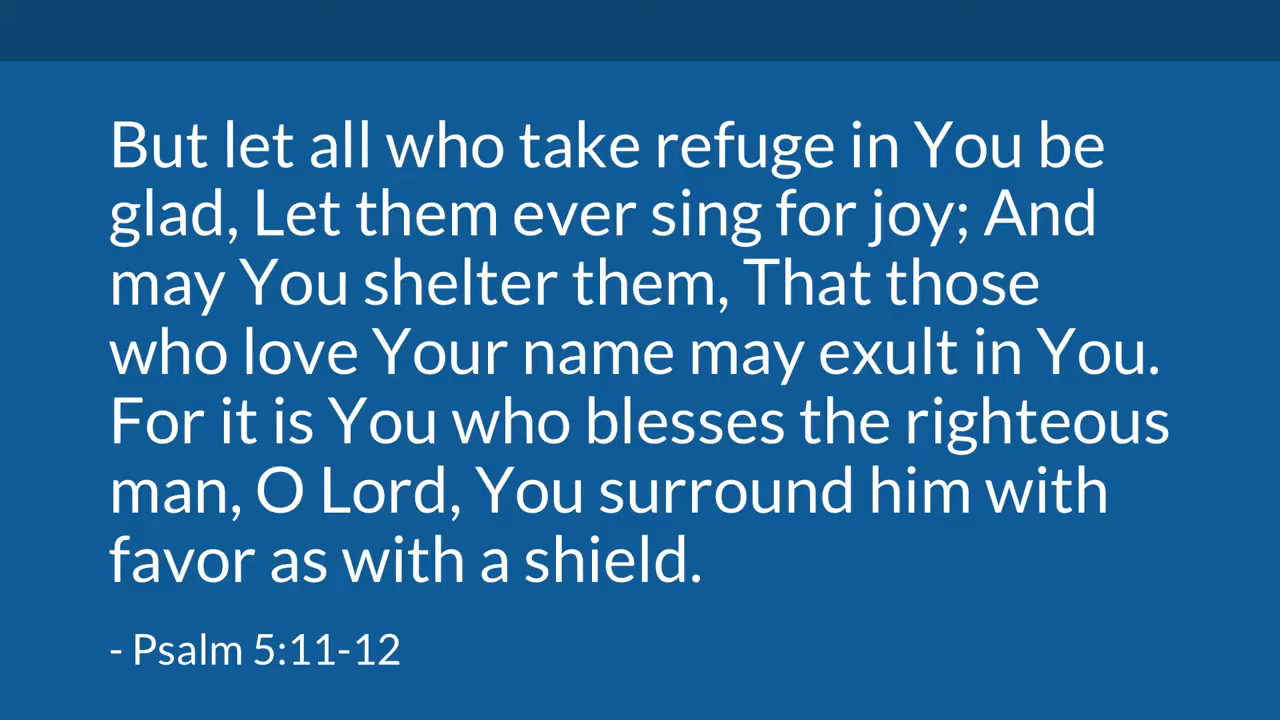 But let all who take refuge in You be
glad, Let them ever sing for joy; And
may You shelter them, That those
who love Your name may exult in You.
For it is You who blesses the righteous
man, O Lord, You surround him with
favor as with a shield.
- Psalm 5:11-12